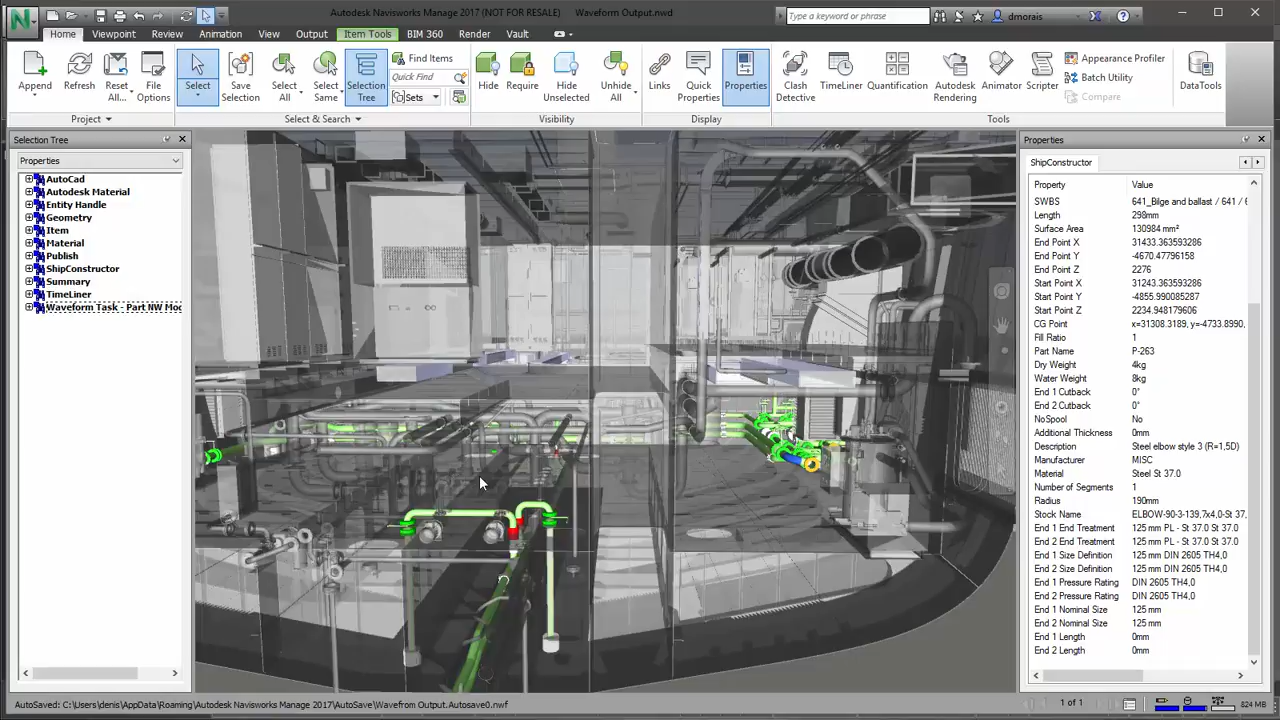 Autodesk Navisworks Manage 2017 (NOT FOR RESALE) Waveform Output.nwd
Type a keyword or phrase
dmorais
Home Viewpoint Review Animation View Output Item Tools BIM 360 Render Vault
Append
Refresh
Reset All...
File Options
Project
Select
Save Selection
Select All
Select Same
Selection Tree
Find Items
Quick Find
Sets
Select & Search
Hide
Require
Hide Unselected
Unhide All
Visibility
Links
Quick Properties
Properties
Display
Clash Detective
TimeLiner
Quantification
Autodesk Rendering
Animator
Scripter
Appearance Profiler
Batch Utility
Compare
Tools
DataTools
Selection Tree
Properties
AutoCad
Autodesk Material
Entity Handle
Geometry
Item
Material
Publish
ShipConstructor
Summary
TimeLiner
Waveform Task - Part NW Mod
Properties
ShipConstructor
Property Value
SWBS 641_Bilge and ballast / 641 / 6
Length 298mm
Surface Area 130984 mm²
End Point X 31433.363593286
End Point Y -4670.47796158
End Point Z 2276
Start Point X 31243.363593286
Start Point Y -4855.990085287
Start Point Z 2234.948179606
CG Point x=31308.3189, y=-4733.8990,
Fill Ratio 1
Part Name P-263
Dry Weight 4kg
Water Weight 8kg
End 1 Cutback 0°
End 2 Cutback 0°
NoSpool No
Additional Thickness 0mm
Description Steel elbow style 3 (R=1,5D)
Manufacturer MISC
Material Steel St 37.0
Number of Segments 1
Radius 190mm
Stock Name ELBOW-90-3-139,7x4,0-St 37.
End 1 End Treatment 125 mm PL - St 37.0 St 37.0
End 2 End Treatment 125 mm PL - St 37.0 St 37.0
End 1 Size Definition 125 mm DIN 2605 TH4,0
End 2 Size Definition 125 mm DIN 2605 TH4,0
End 1 Pressure Rating DIN 2605 TH4,0
End 2 Pressure Rating DIN 2605 TH4,0
End 1 Nominal Size 125 mm
End 2 Nominal Size 125 mm
End 1 Length 0mm
End 2 Length 0mm
AutoSaved: C:\Users\denis\AppData\Roaming\Autodesk Navisworks Manage 2017\AutoSave\Wavefrom Output.Autosave0.nwf
1 of 1
824 MB